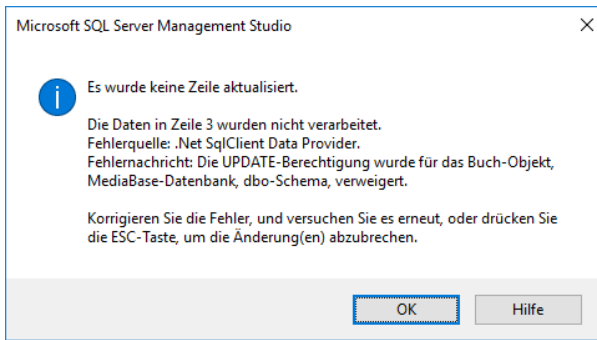 Microsoft SQL Server Management Studio
Es wurde keine Zeile aktualisiert.
Die Daten in Zeile 3 wurden nicht verarbeitet.
Fehlerquelle: .Net SqlClient Data Provider.
Fehlernachricht: Die UPDATE-Berechtigung wurde für das Buch-Objekt,
MediaBase-Datenbank, dbo-Schema, verweigert.
Korrigieren Sie die Fehler, und versuchen Sie es erneut, oder drücken Sie
die ESC-Taste, um die Änderung(en) abzubrechen.
OK Hilfe